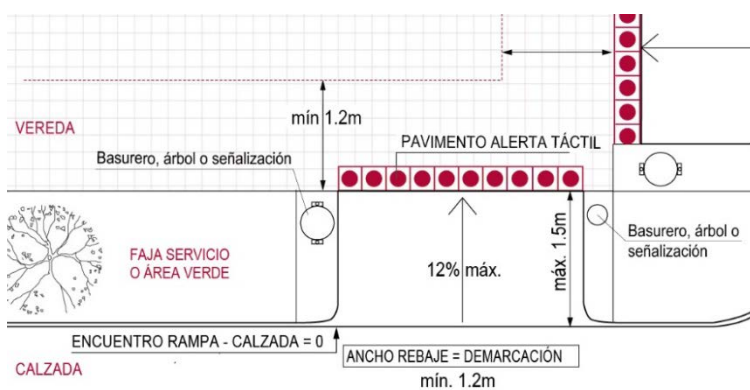 mín 1.2m
VEREDA
PAVIMENTO ALERTA TÁCTIL
Basurero, árbol o señalización
FAJA SERVICIO
O ÁREA VERDE
12% máx.
máx. 1.5m
Basurero, árbol o
señalización
ENCUENTRO RAMPA - CALZADA = 0
ANCHO REBAJE = DEMARCACIÓN
CALZADA
mín. 1.2m